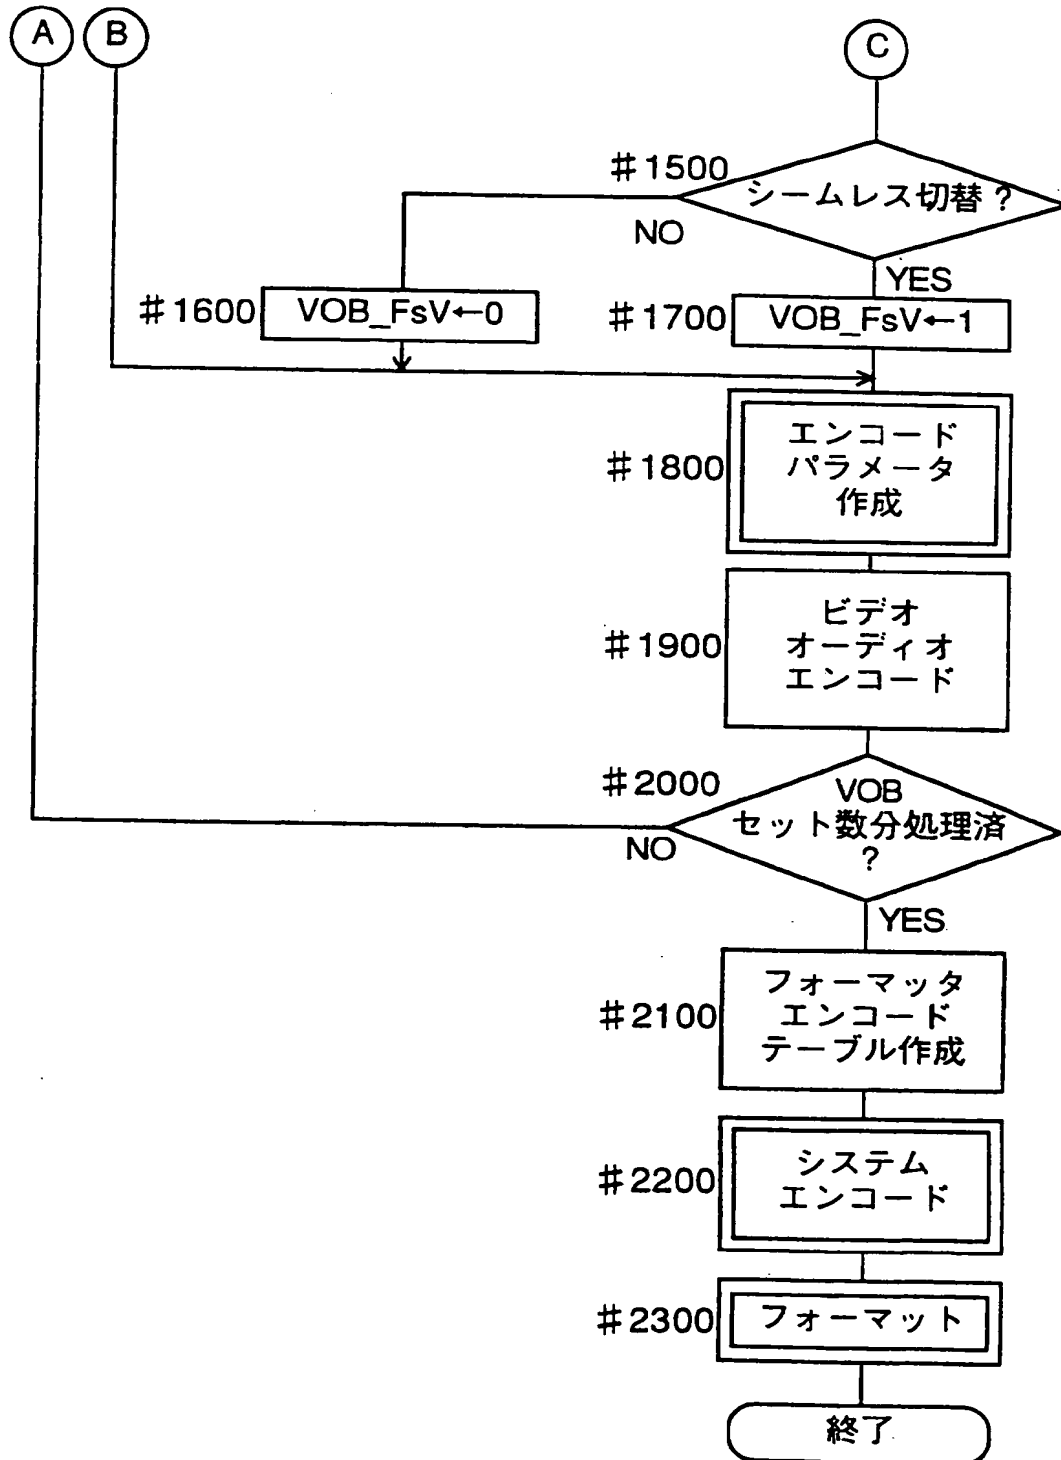 A
B
C
#1500
シームレス切替?
NO
YES
#1600
VOB_FsV←0
#1700
VOB_FsV←1
#1800
エンコード
パラメータ
作成
#1900
ビデオ
オーディオ
エンコード
#2000
VOB
セット数分処理済
?
NO
YES
#2100
フォーマッタ
エンコード
テーブル作成
#2200
システム
エンコード
#2300
フォーマット
終了